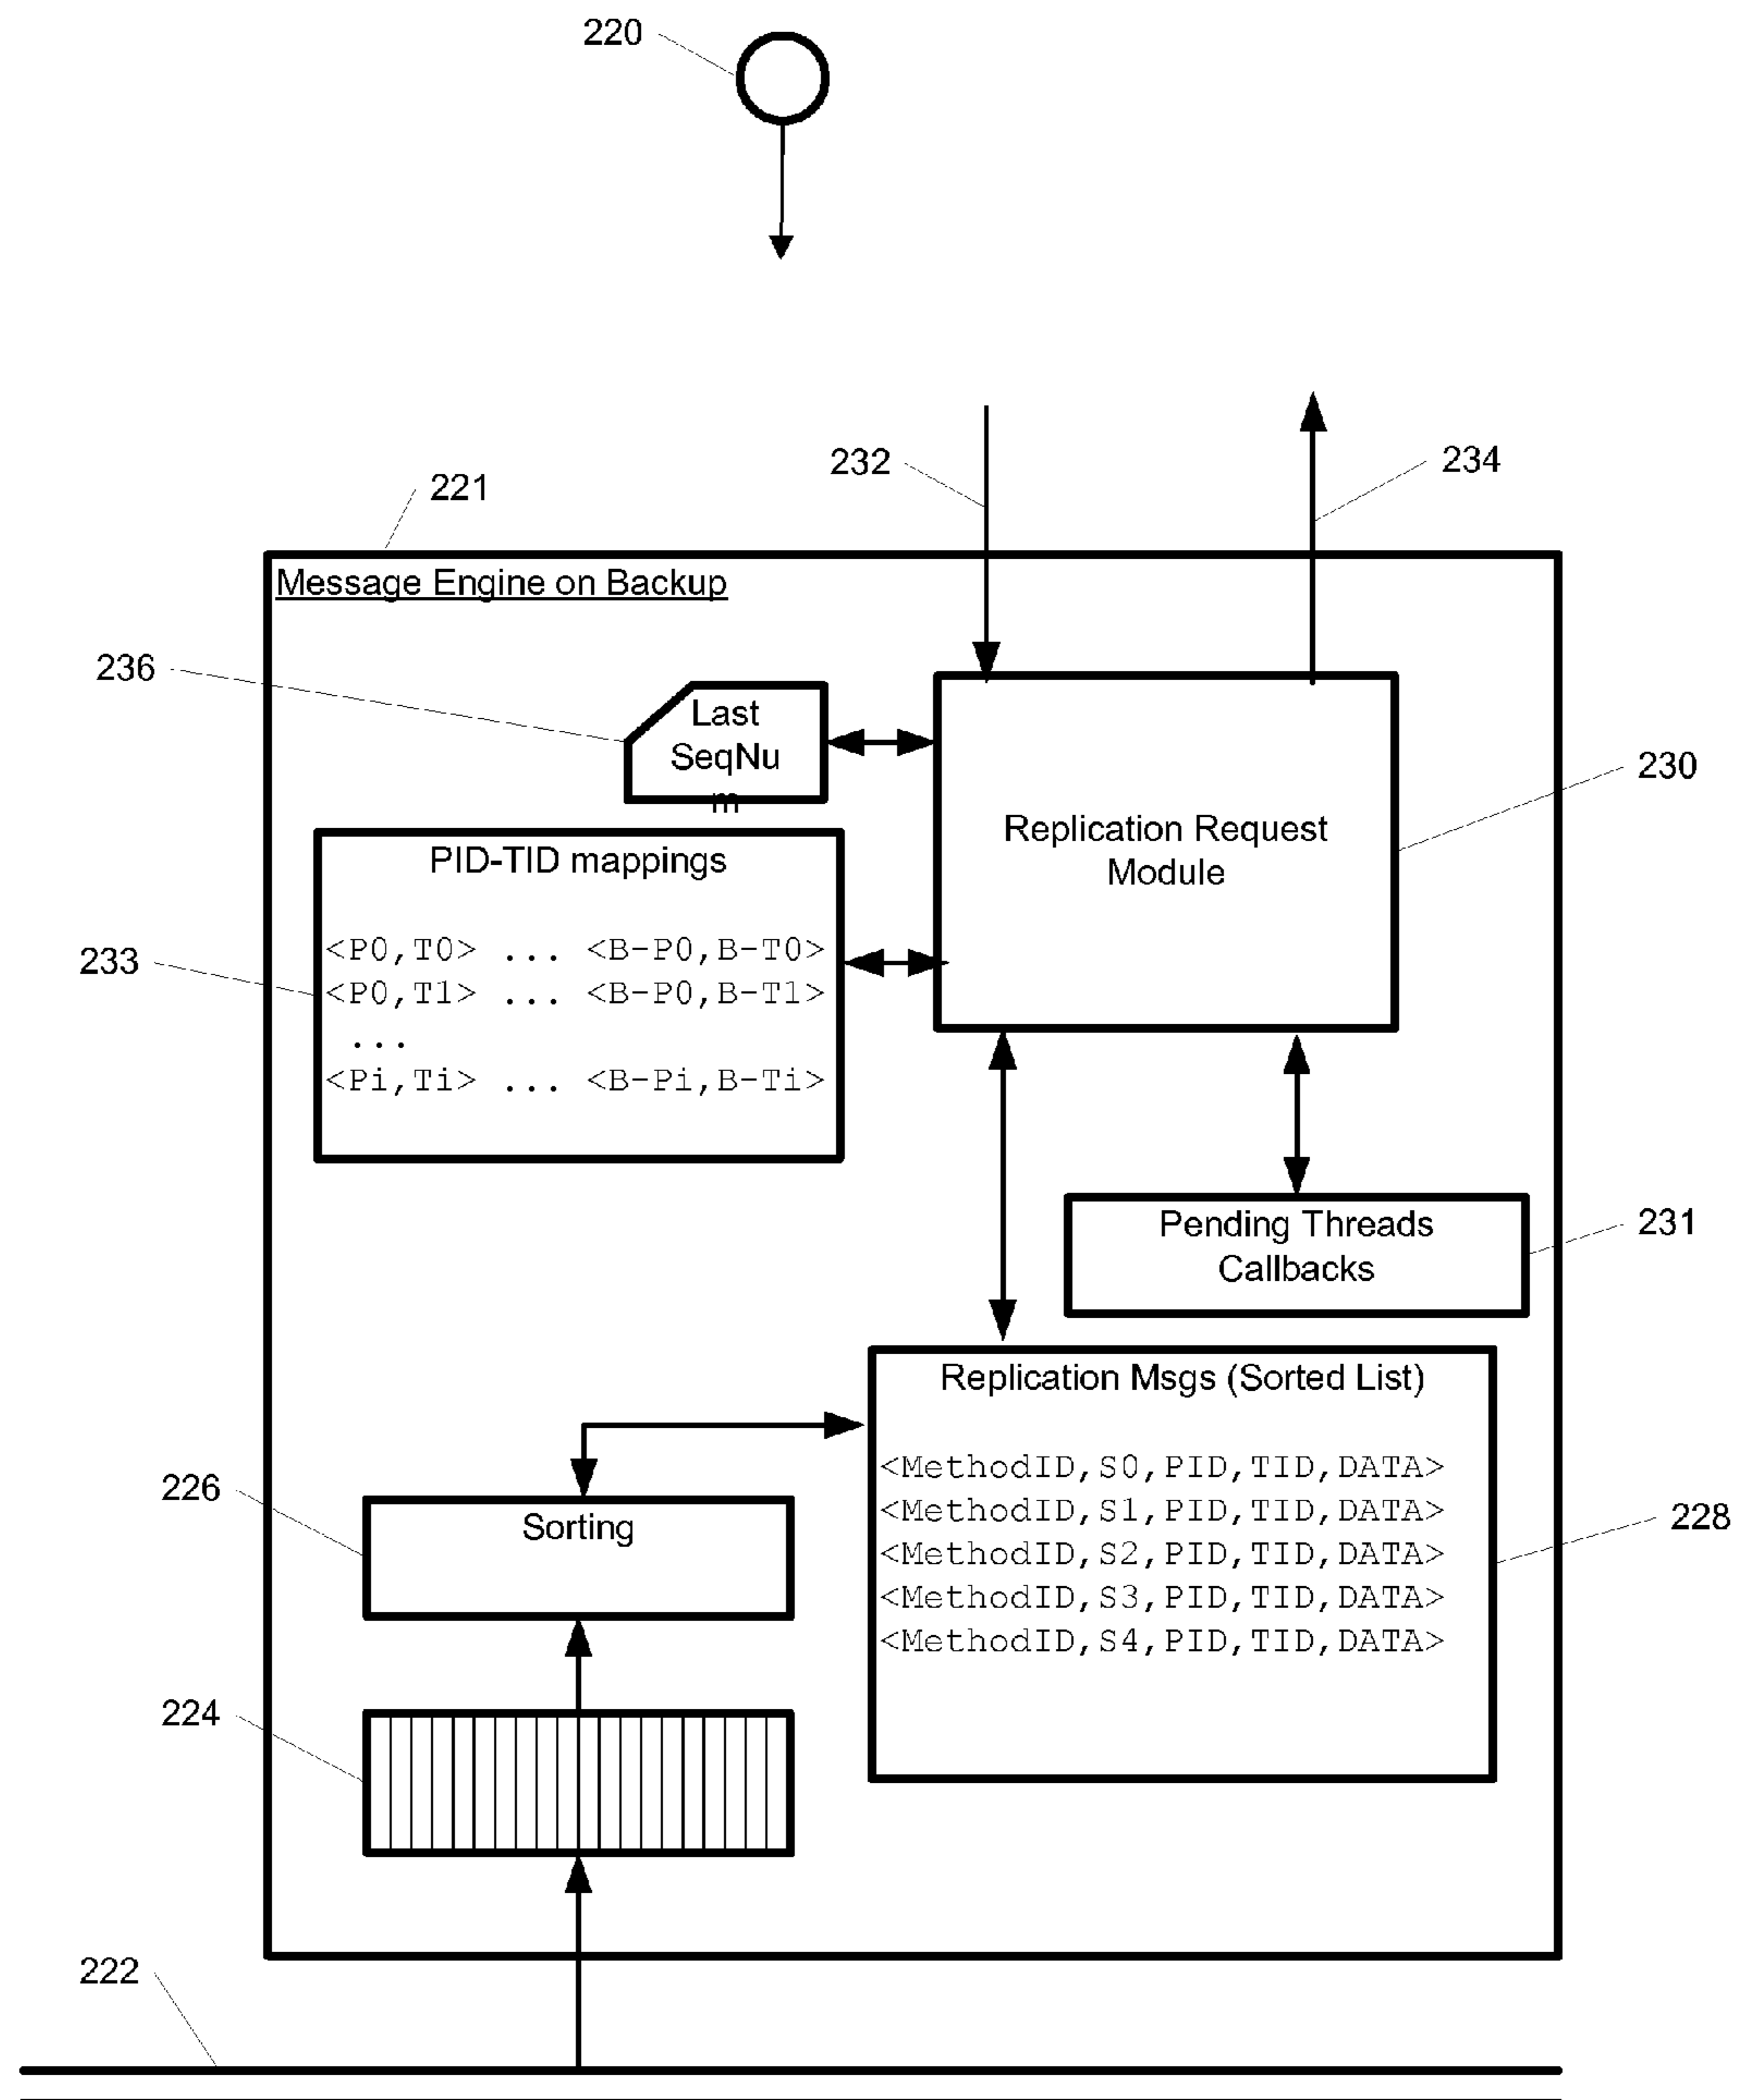 220
232
234
221
Message Engine on Backup
236
Last
SeqNu
m
230
Replication Request
Module
PID-TID mappings
233
<P0,T0> ... <B-P0,B-T0>
<P0,T1> ... <B-P0,B-T1>
...
<Pi,Ti> ... <B-Pi,B-Ti>
231
Pending Threads
Callbacks
Replication Msgs (Sorted List)
<MethodID,S0,PID,TID,DATA>
<MethodID,S1,PID,TID,DATA>
<MethodID,S2,PID,TID,DATA>
<MethodID,S3,PID,TID,DATA>
<MethodID,S4,PID,TID,DATA>
228
226
Sorting
224
222